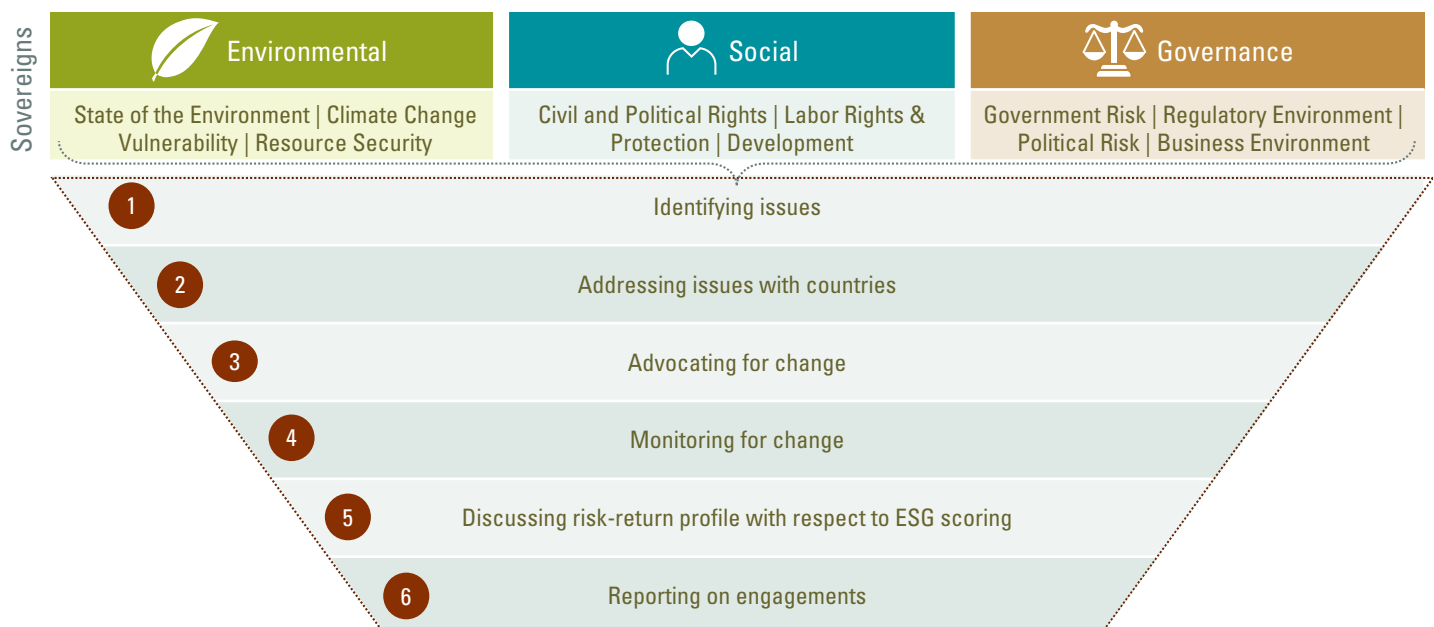 Sovereigns
Environmental
State of the Environment | Climate Change
Vulnerability | Resource Security
Social
Civil and Political Rights | Labor Rights &
Protection | Development
Governance
Government Risk | Regulatory Environment |
Political Risk | Business Environment
1 Identifying issues
2 Addressing issues with countries
3 Advocating for change
4 Monitoring for change
5 Discussing risk-return profile with respect to ESG scoring
6 Reporting on engagements